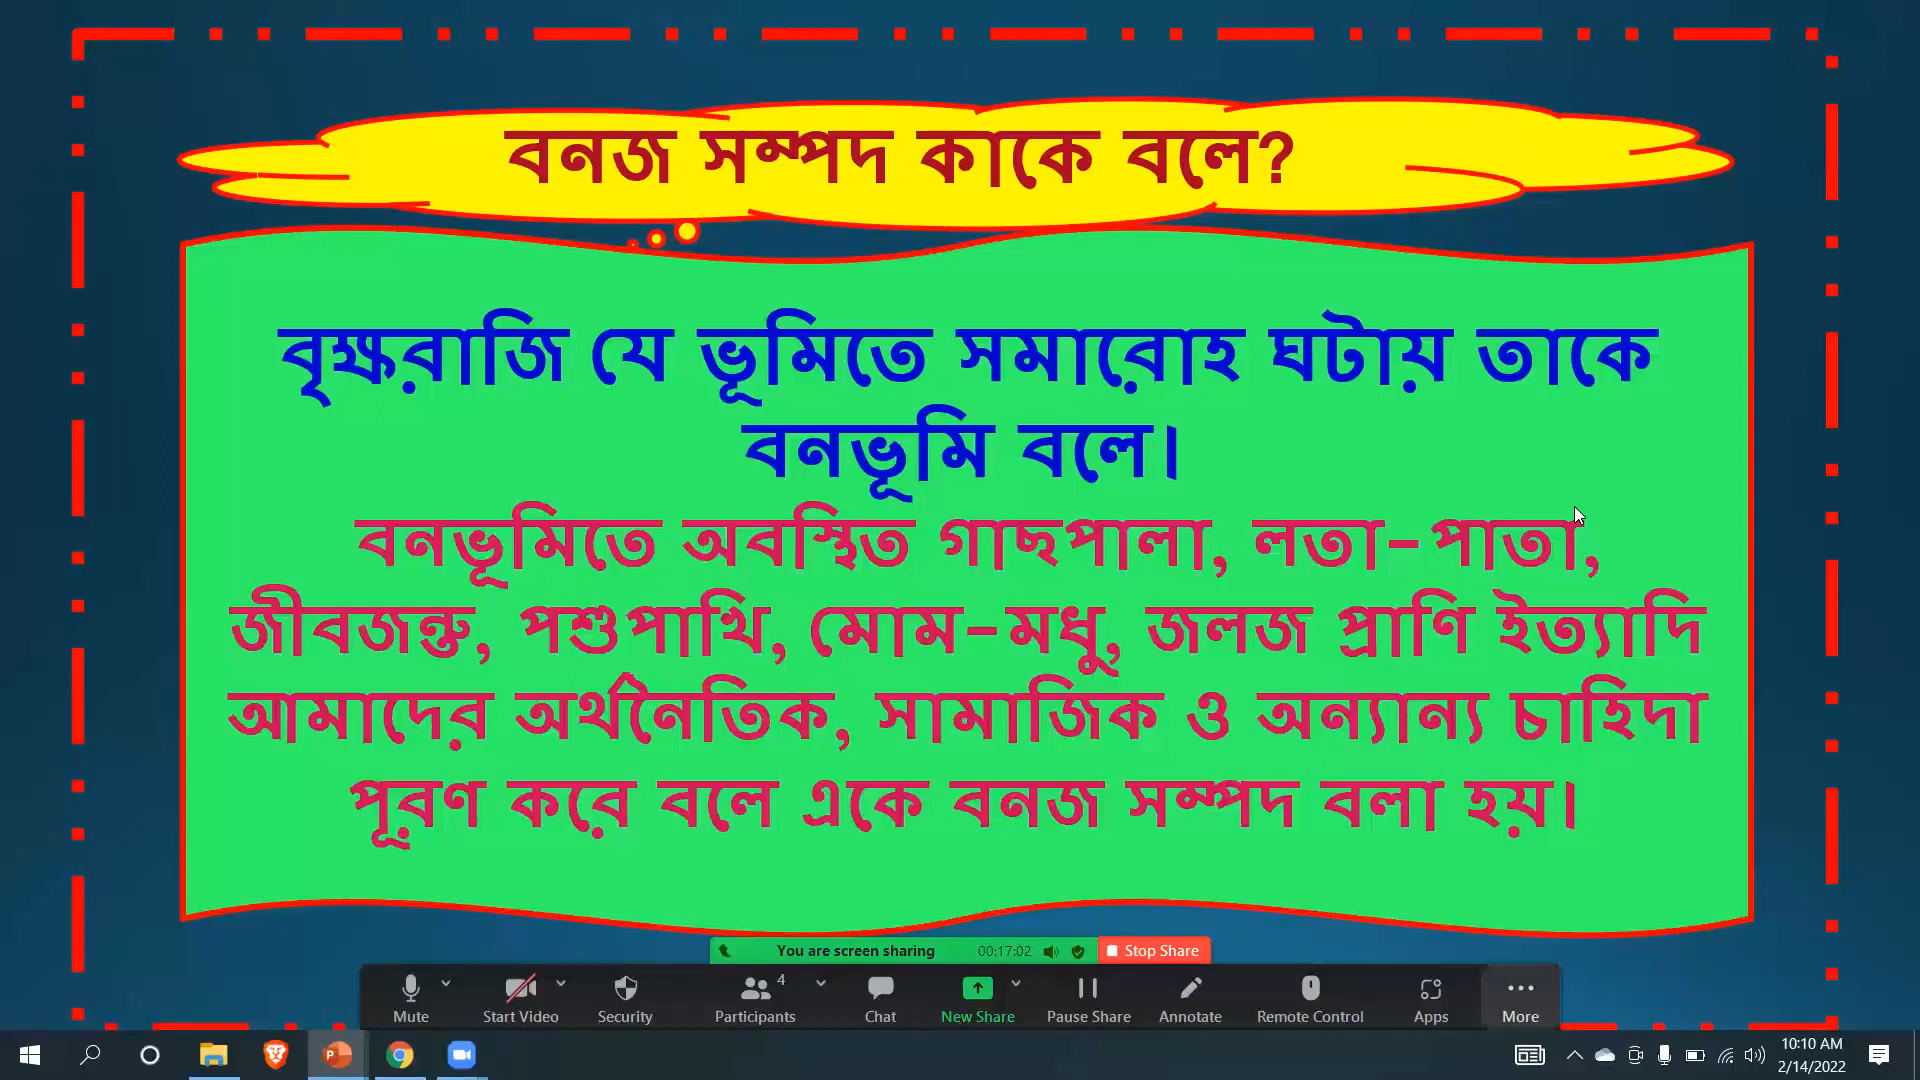 বনজ সম্পদ কাকে বলে?
বৃক্ষরাজি যে ভূমিতে সমারোহ ঘটায় তাকে
বনভূমি বলে।
বনভূমিতে অবস্থিত গাছপালা, লতা-পাতা,
জীবজন্তু, পশুপাখি, মোম-মধু, জলজ প্রাণি ইত্যাদি
আমাদের অর্থনৈতিক, সামাজিক ও অন্যান্য চাহিদা
পূরণ করে বলে একে বনজ সম্পদ বলা হয়।
You are screen sharing 00:17:02 Stop Share
4
Mute Start Video Security Participants Chat New Share Pause Share Annotate Remote Control Apps More
10:10 AM
2/14/2022